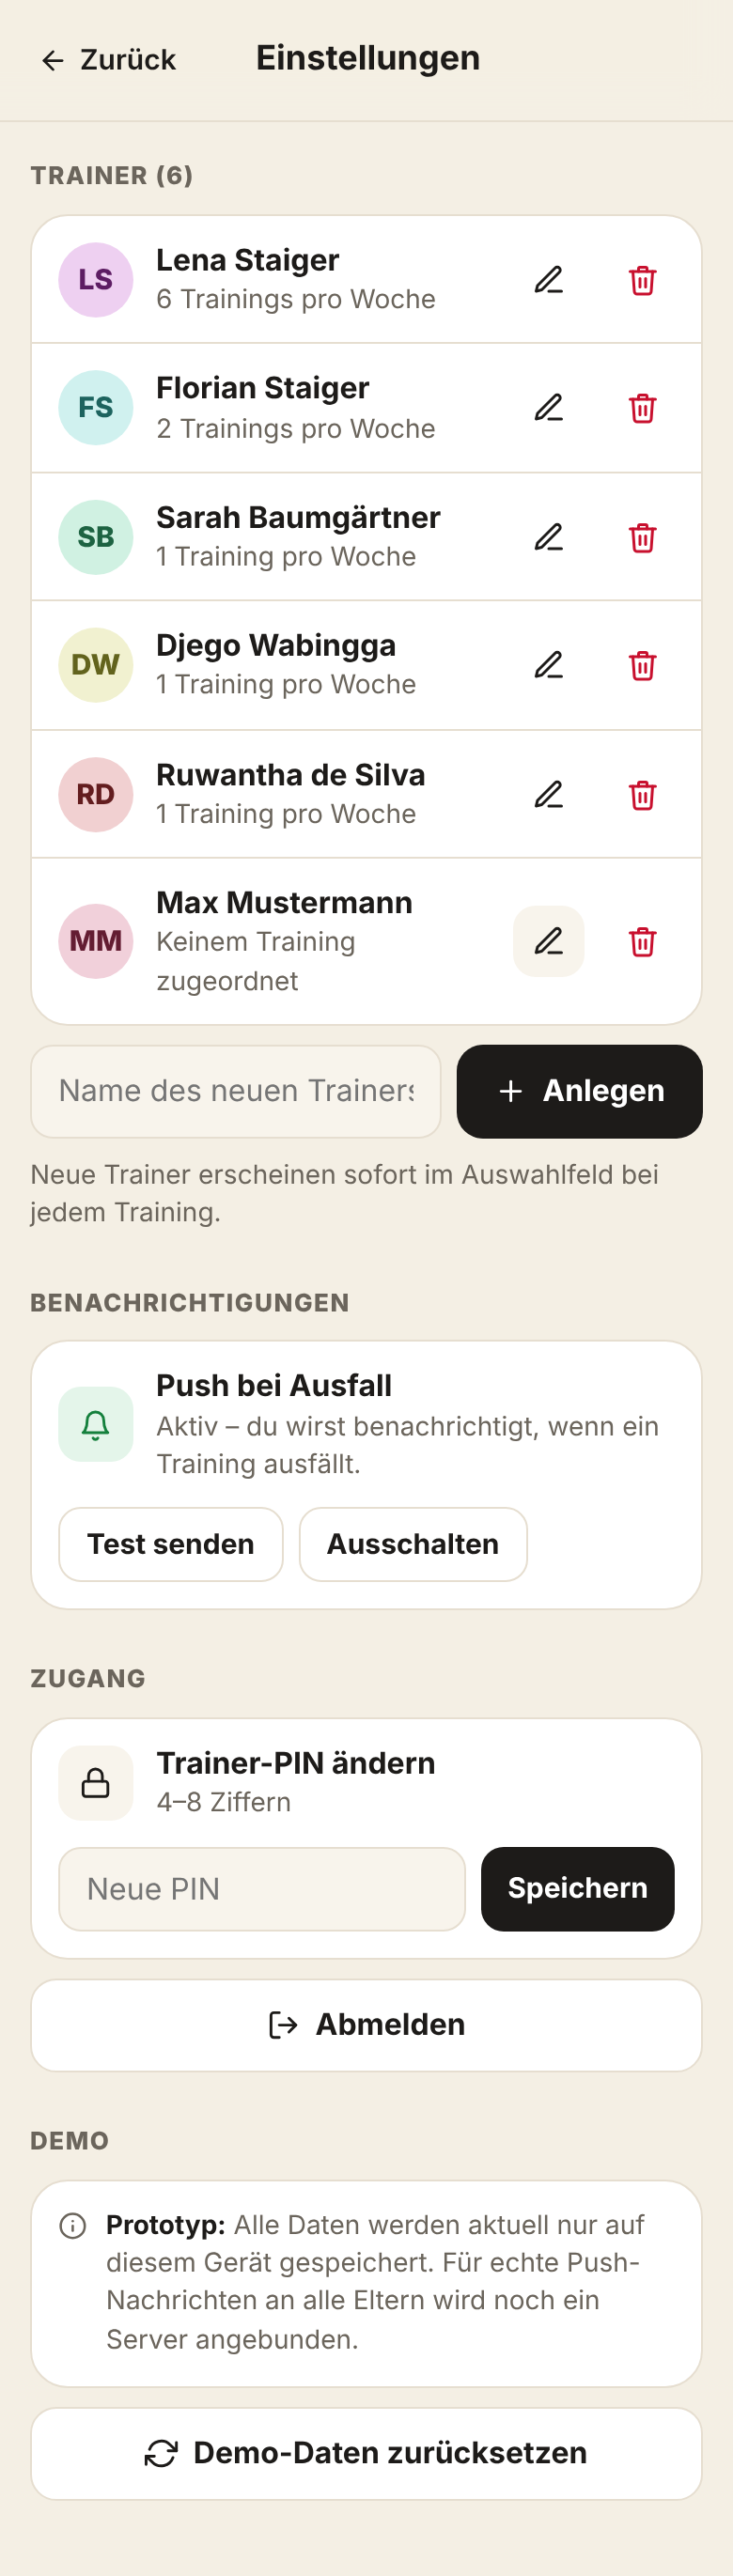 Zurück
Einstellungen
TRAINER (6)
LS
Lena Staiger
6 Trainings pro Woche
FS
Florian Staiger
2 Trainings pro Woche
SB
Sarah Baumgärtner
1 Training pro Woche
DW
Djego Wabingga
1 Training pro Woche
RD
Ruwantha de Silva
1 Training pro Woche
MM
Max Mustermann
Keinem Training
zugeordnet
Name des neuen Trainers
Anlegen
Neue Trainer erscheinen sofort im Auswahlfeld bei
jedem Training.
BENACHRICHTIGUNGEN
Push bei Ausfall
Aktiv – du wirst benachrichtigt, wenn ein
Training ausfällt.
Test senden
Ausschalten
ZUGANG
Trainer-PIN ändern
4–8 Ziffern
Neue PIN
Speichern
Abmelden
DEMO
Prototyp: Alle Daten werden aktuell nur auf
diesem Gerät gespeichert. Für echte Push-
Nachrichten an alle Eltern wird noch ein
Server angebunden.
Demo-Daten zurücksetzen